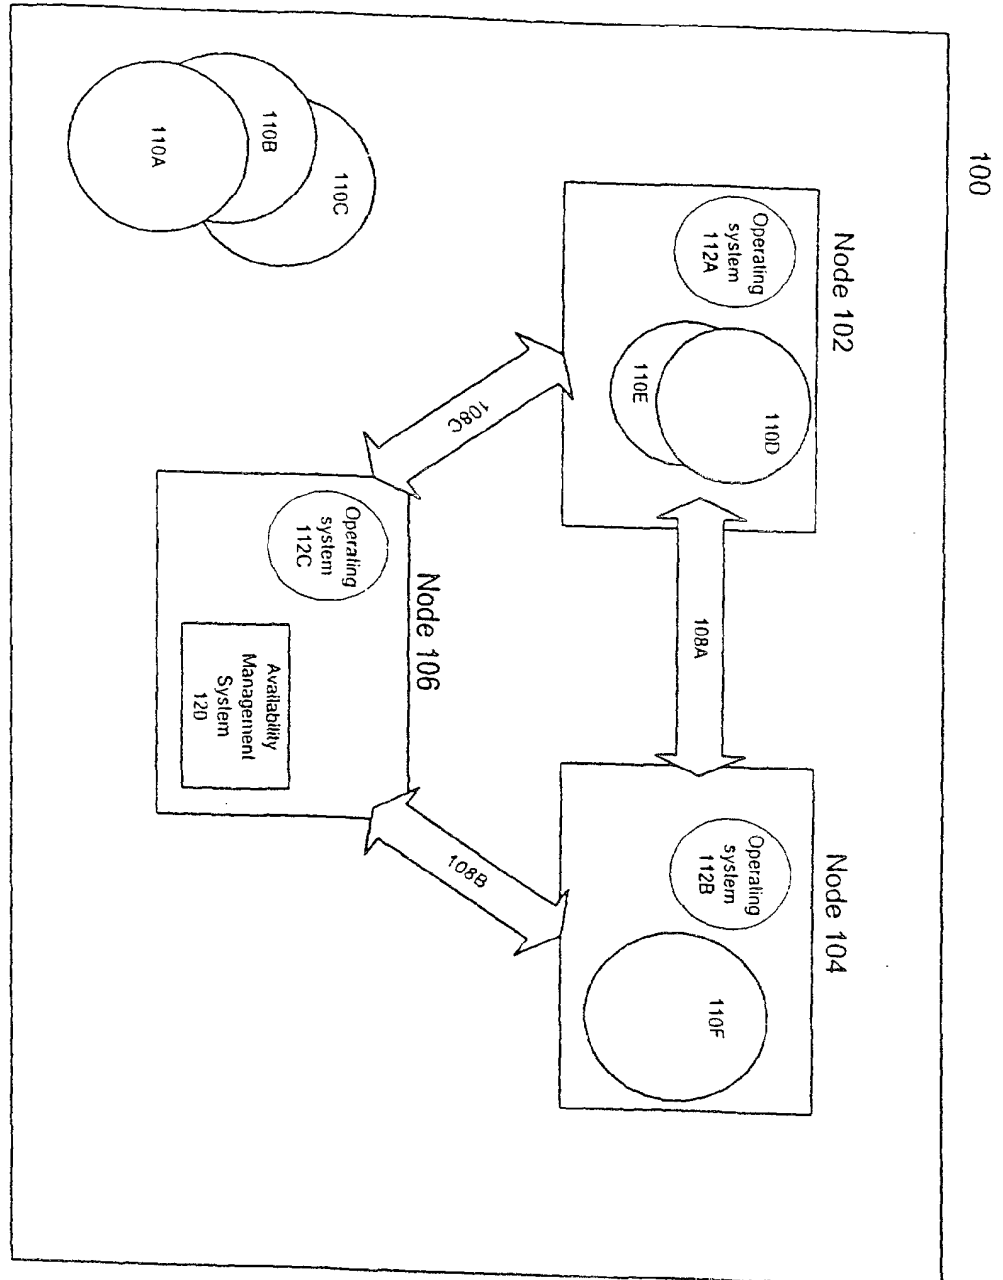 100
Node 102
Operating
system
112A
110D
110E
108A
Node 104
Operating
system
112B
110F
108C
108B
Node 106
Operating
system
112C
Availability
Management
System
120
110C
110B
110A